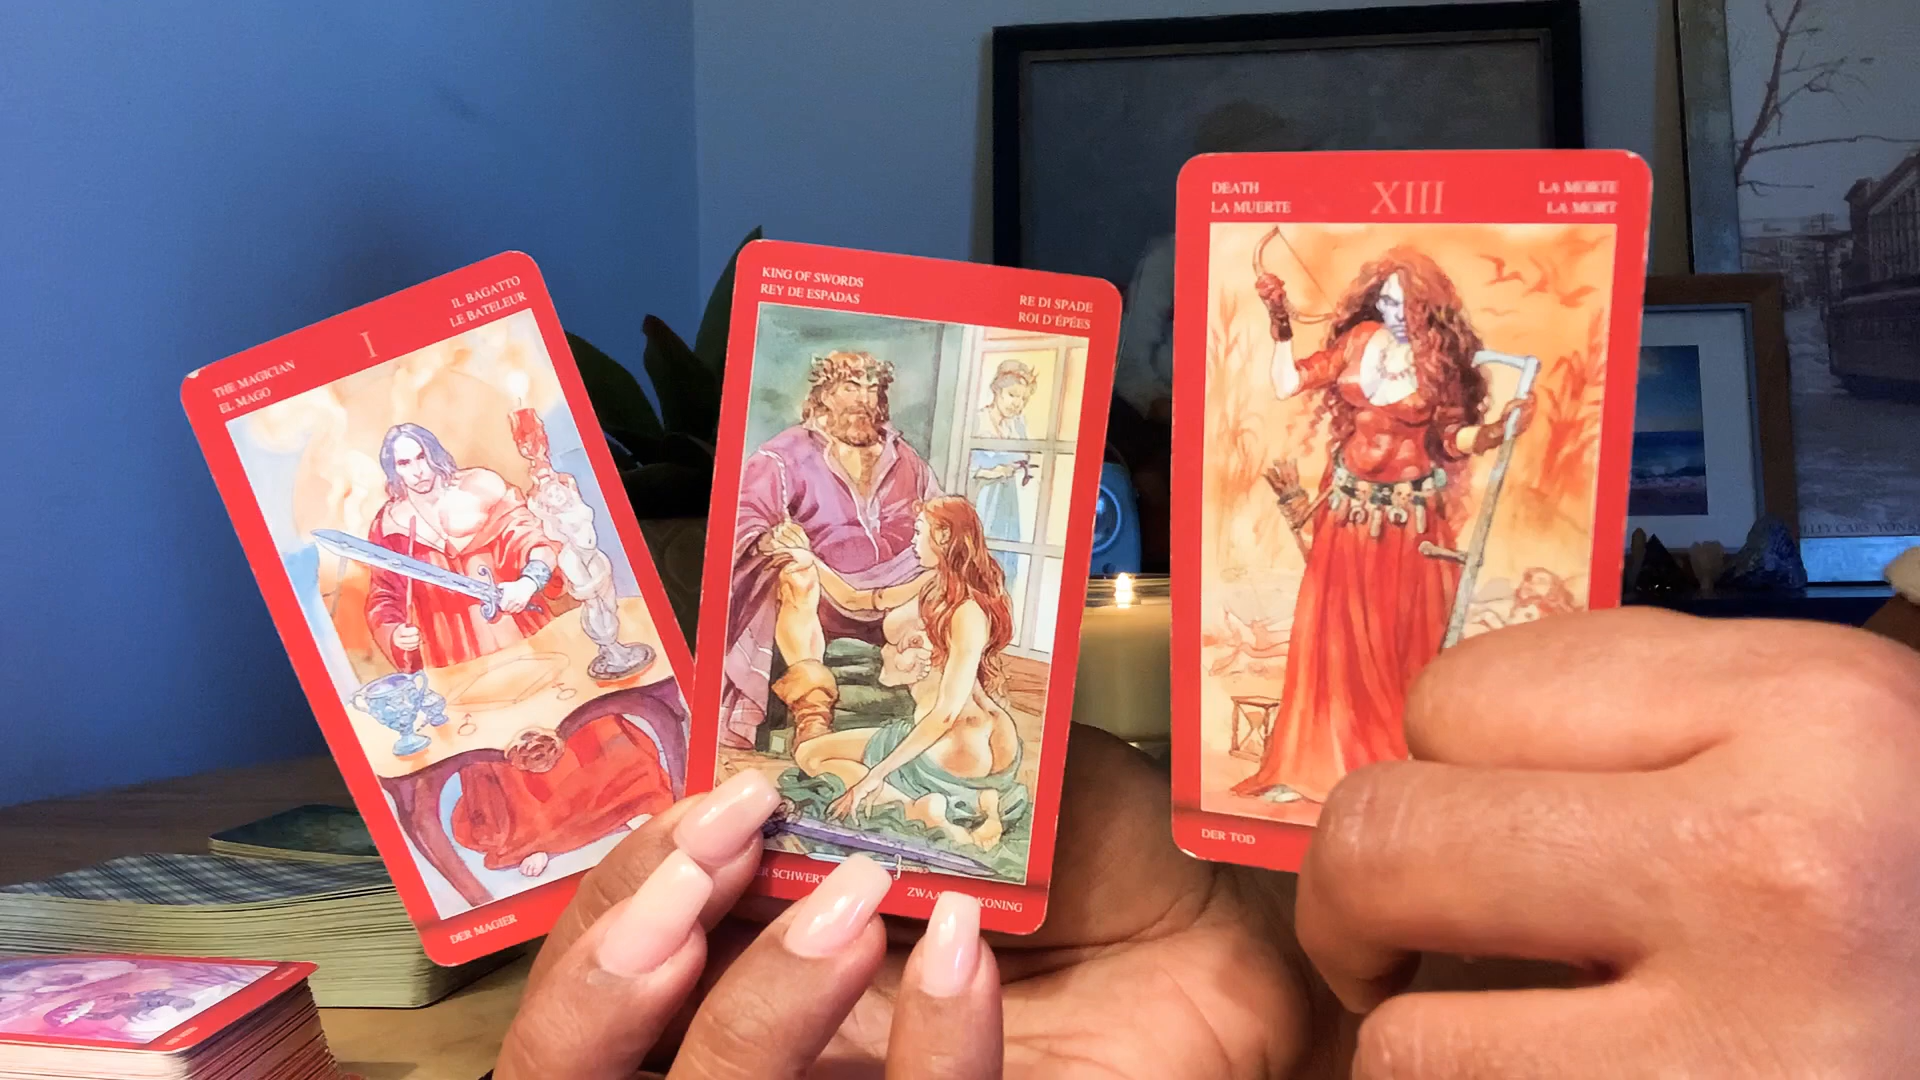 THE MAGICIAN
EL MAGO
I
IL BAGATTO
LE BATELEUR
DER MAGIER
KING OF SWORDS
REY DE ESPADAS
RE DI SPADE
ROI D'ÉPÉES
SCHWERT
KONING
DEATH
LA MUERTE
XIII
LA MORTE
LA MORT
DER TOD